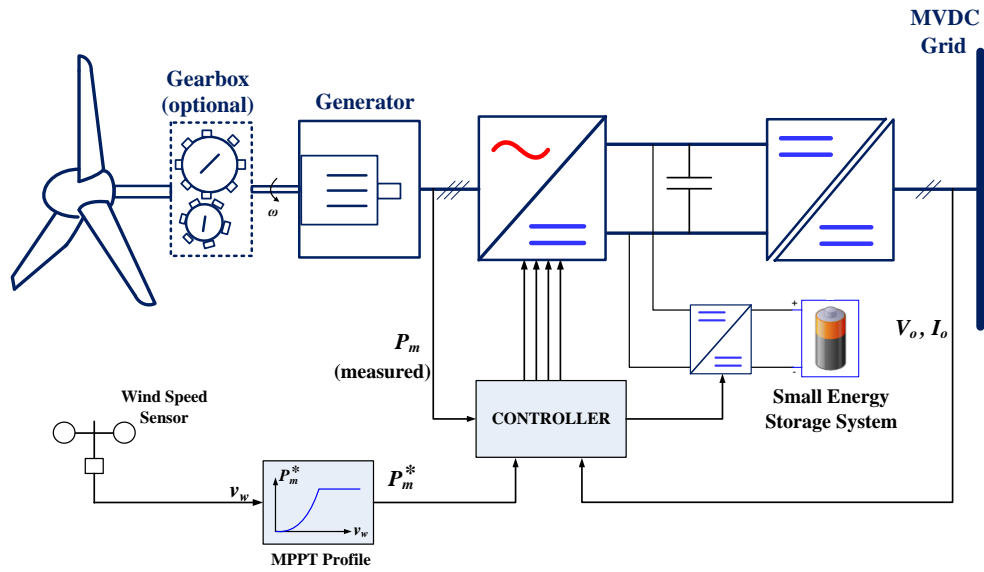 MVDC
Grid
Gearbox
(optional)
Generator
ω
+
-
P_m
(measured)
V_o, I_o
Small Energy
Storage System
CONTROLLER
Wind Speed
Sensor
v_w
P_m^*
v_w
P_m^*
MPPT Profile